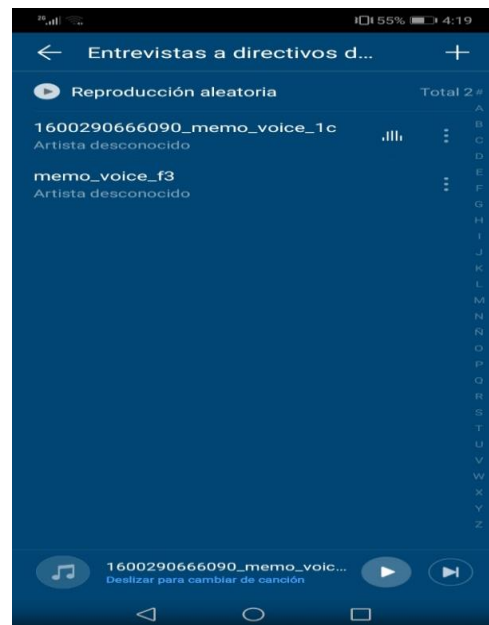 2G 55% 4:19
Entrevistas a directivos d...
Reproducción aleatoria Total 2
1600290666090_memo_voice_1c
Artista desconocido
memo_voice_f3
Artista desconocido
#
A
B
C
D
E
F
G
H
I
J
K
L
M
N
Ñ
O
P
Q
R
S
T
U
V
W
X
Y
Z
1600290666090_memo_voic...
Deslizar para cambiar de canción